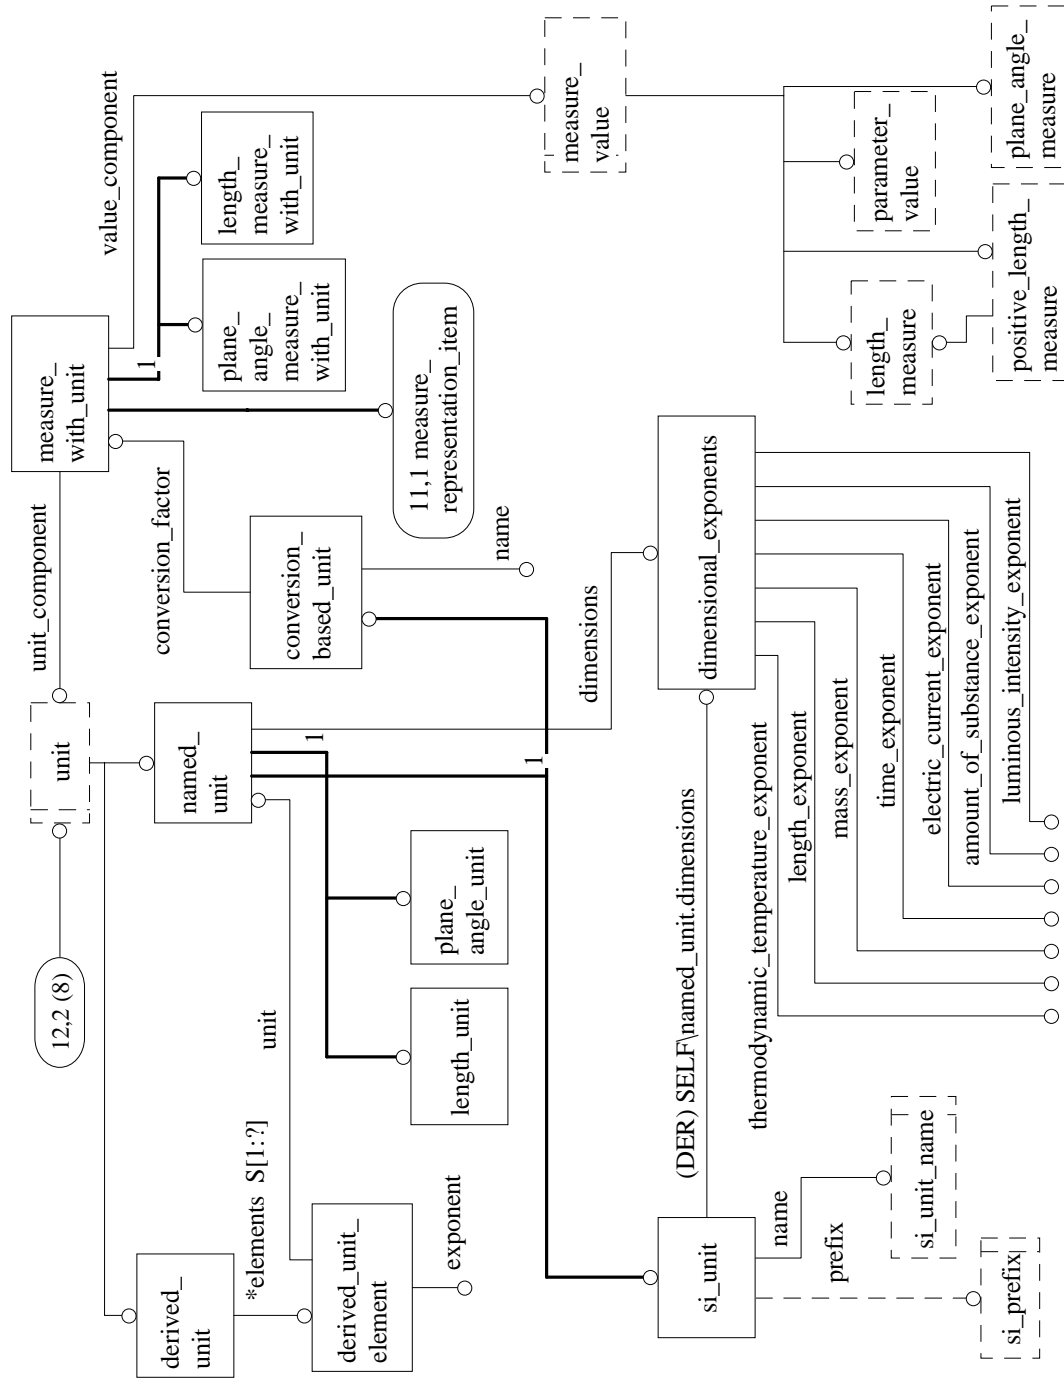 12,2 (8)
unit
unit_component
measure_
with_unit
value_component
derived_
unit
*elements  S[1:?]
unit
named_
unit
1
conversion_factor
1
plane_
angle_
measure_with_unit
length_
measure_
with_unit
derived_unit_
element
exponent
length_unit
plane_
angle_unit
conversion_
based_unit
name
11,1 measure_
representation_item
measure_
value
1
dimensions
si_unit
name
prefix
si_unit_name
si_prefix
(DER) SELF\named_unit.dimensions
dimensional_exponents
thermodynamic_temperature_exponent
length_exponent
mass_exponent
time_exponent
electric_current_exponent
amount_of_substance_exponent
luminous_intensity_exponent
length_
measure
parameter_
value
positive_length_
measure
plane_angle_
measure